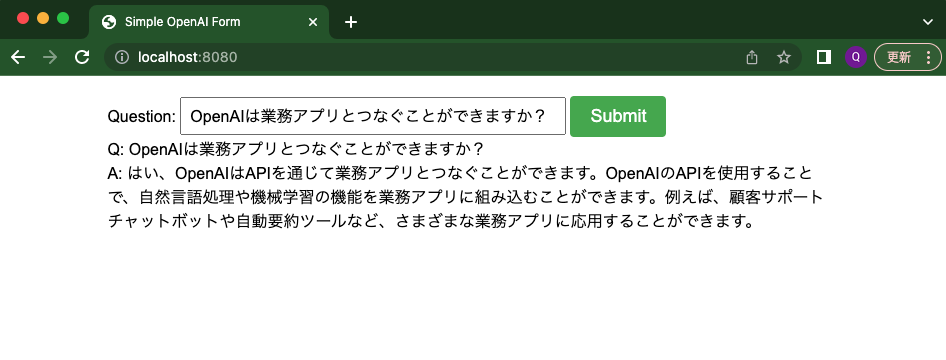 Simple OpenAI Form
localhost:8080
Q
更新
Question: OpenAIは業務アプリとつなぐことができますか？ Submit
Q: OpenAIは業務アプリとつなぐことができますか？
A: はい、OpenAIはAPIを通じて業務アプリとつなぐことができます。OpenAIのAPIを使用すること
で、自然言語処理や機械学習の機能を業務アプリに組み込むことができます。例えば、顧客サポート
チャットボットや自動要約ツールなど、さまざまな業務アプリに応用することができます。